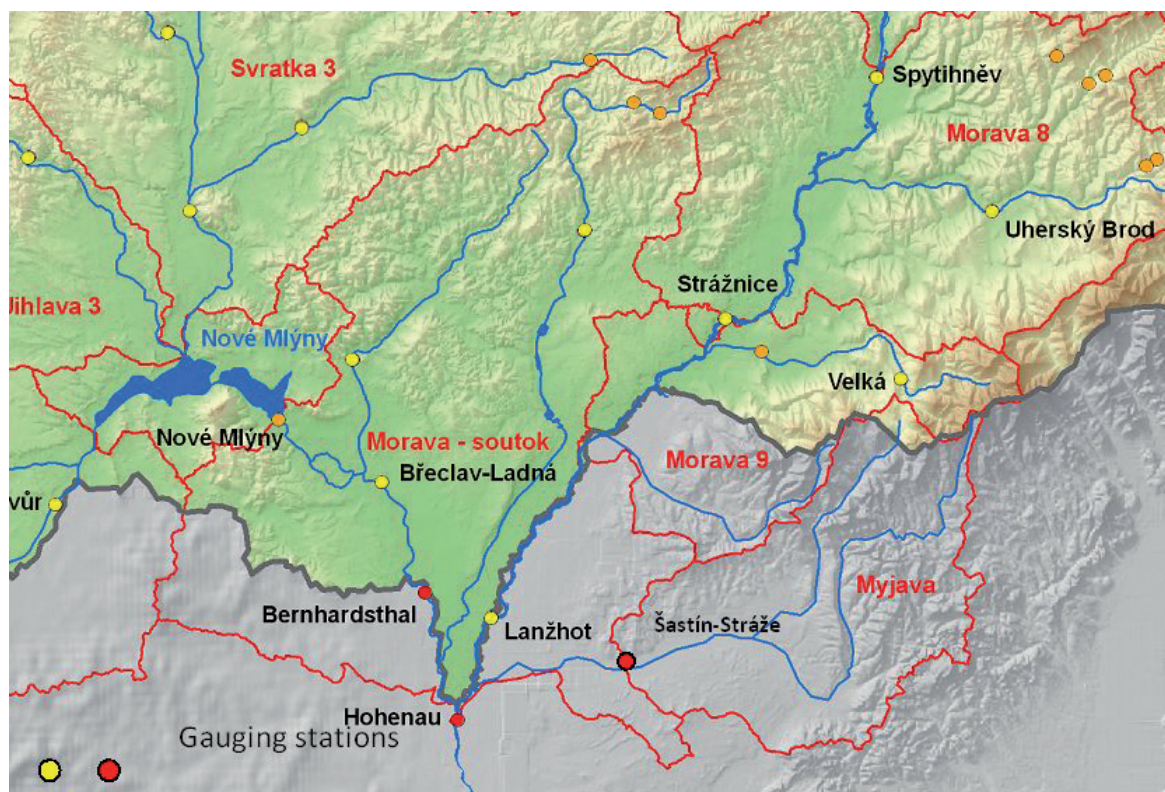 Svratka 3
Spytihněv
Morava 8
Uherský Brod
Strážnice
Jihlava 3
Nové Mlýny
Velká
Nové Mlýny
Morava - soutok
Břeclav-Ladná
Morava 9
vůr
Myjava
Bernhardsthal
Lanžhot
Šastín-Stráže
Hohenau
Gauging stations